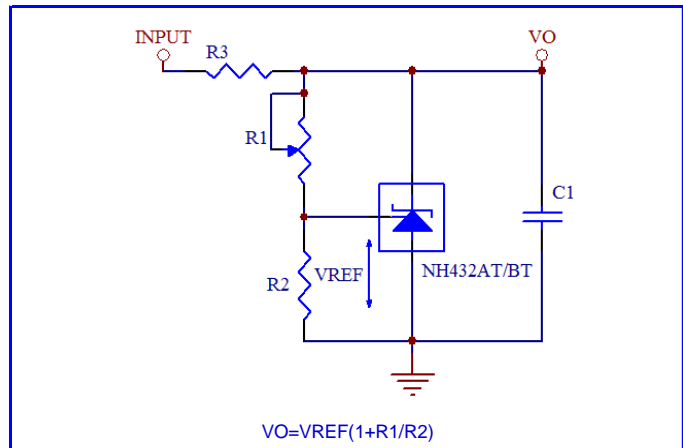 INPUT
VO
R3
R1
C1
R2
VREF
NH432AT/BT
VO=VREF(1+R1/R2)